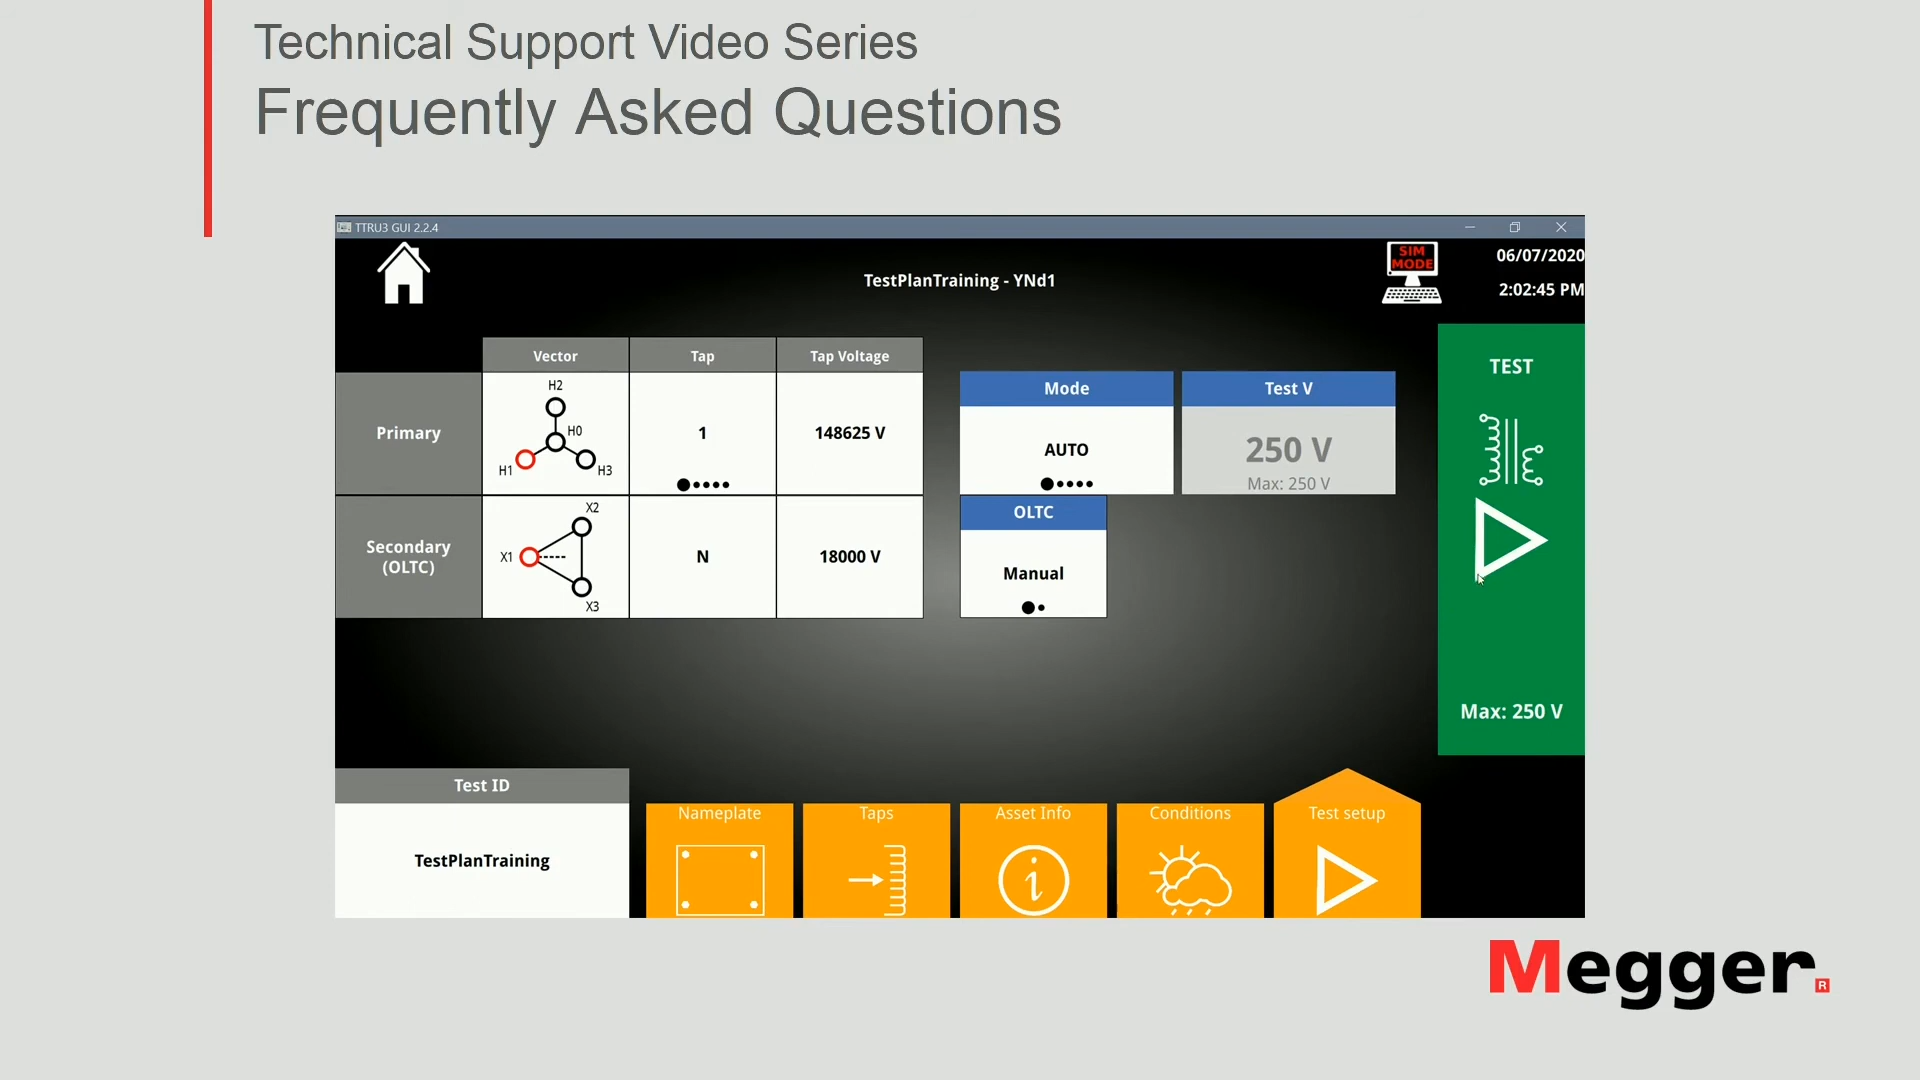 Technical Support Video Series
Frequently Asked Questions
TTRU3 GUI 2.2.4
TestPlanTraining - YNd1
SIM
MODE
06/07/2020
2:02:45 PM
Vector
Tap
Tap Voltage
Primary
H2
H0
H1
H3
1
148625 V
Secondary
(OLTC)
X2
X1
X3
N
18000 V
Mode
AUTO
Test V
250 V
Max: 250 V
OLTC
Manual
TEST
Max: 250 V
Test ID
TestPlanTraining
Nameplate
Taps
Asset Info
i
Conditions
Test setup
Megger
R